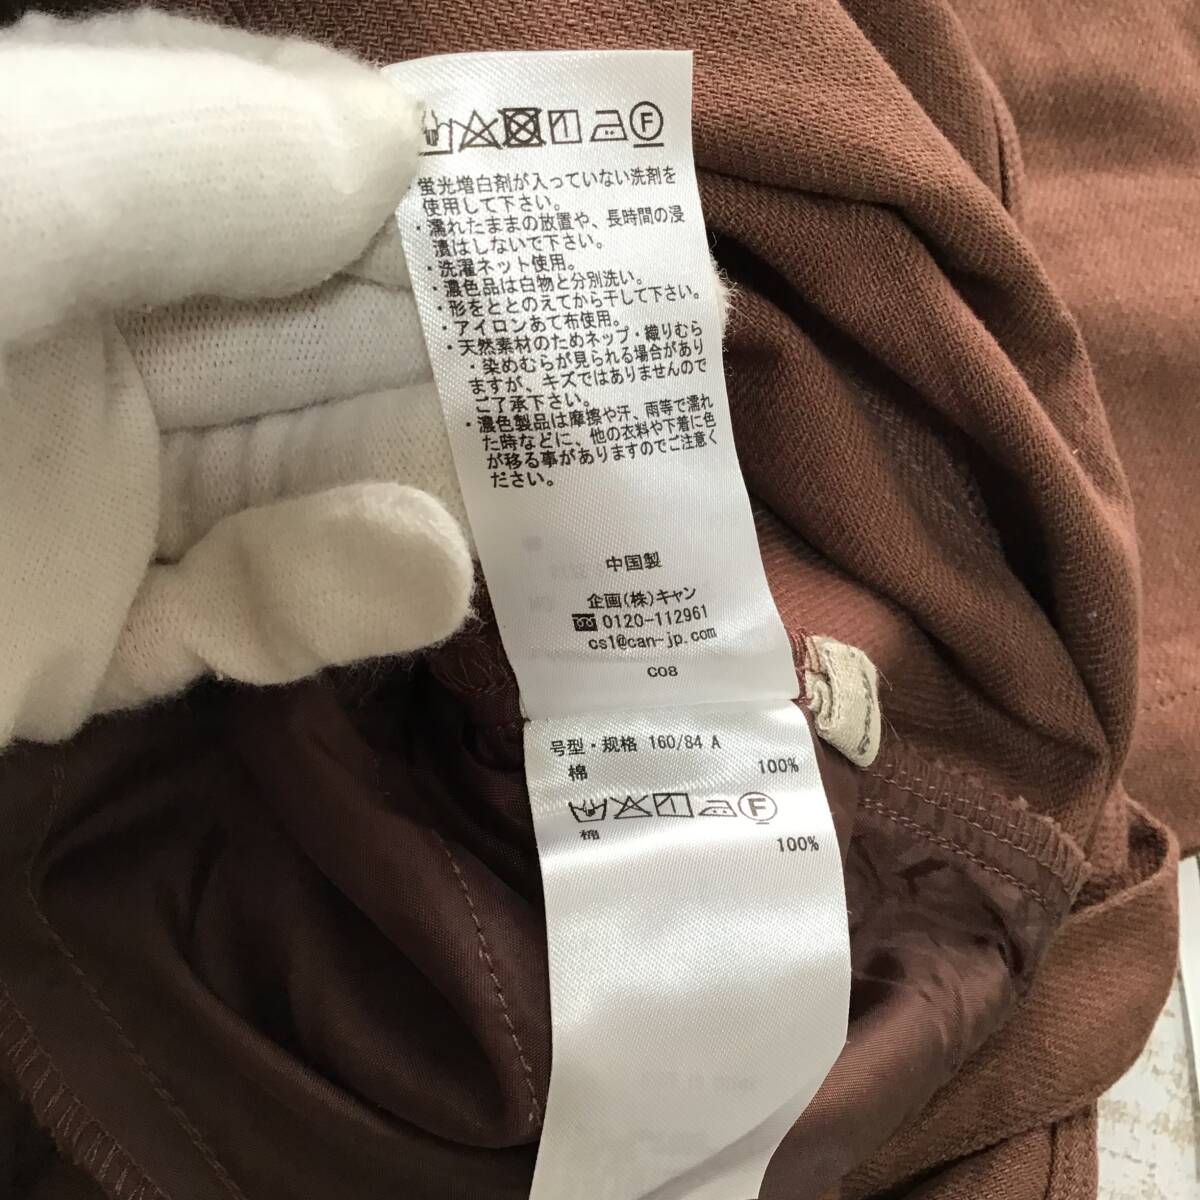 F
・蛍光増白剤が入っていない洗剤を
使用して下さい。
・濡れたままの放置や、長時間の浸
漬はしないで下さい。
・洗濯ネット使用。
・濃色品は白物と分別洗い。
・形をととのえてから干して下さい。
・アイロンあて布使用。
・天然素材のためネップ・織りむら
・染めむらが見られる場合があり
ますが、キズではありませんので
ご了承下さい。
・濃色製品は摩擦や汗、雨等で濡れ
た時などに、他の衣料や下着に色
が移る事がありますのでご注意く
ださい。
中国製
企画(株)キャン
0120-112961
cs1@can-jp.com
C08
号型・规格 160/84 A
棉 100%
F
棉 100%